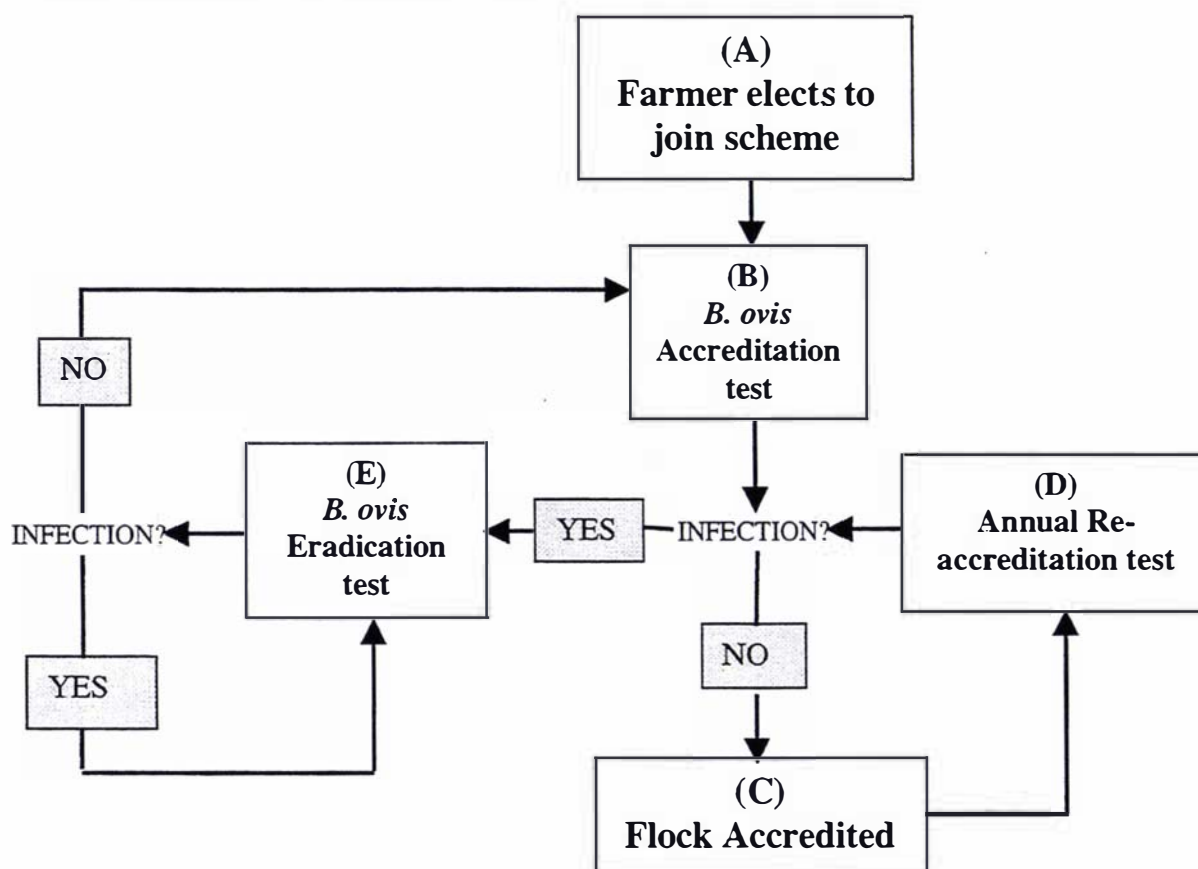 (A)
Farmer elects to
join scheme
(B)
B. ovis
Accreditation
test
NO
(E)
B. ovis
Eradication
test
INFECTION?
YES
INFECTION?
(D)
Annual Re-
accreditation test
YES
NO
(C)
Flock Accredited